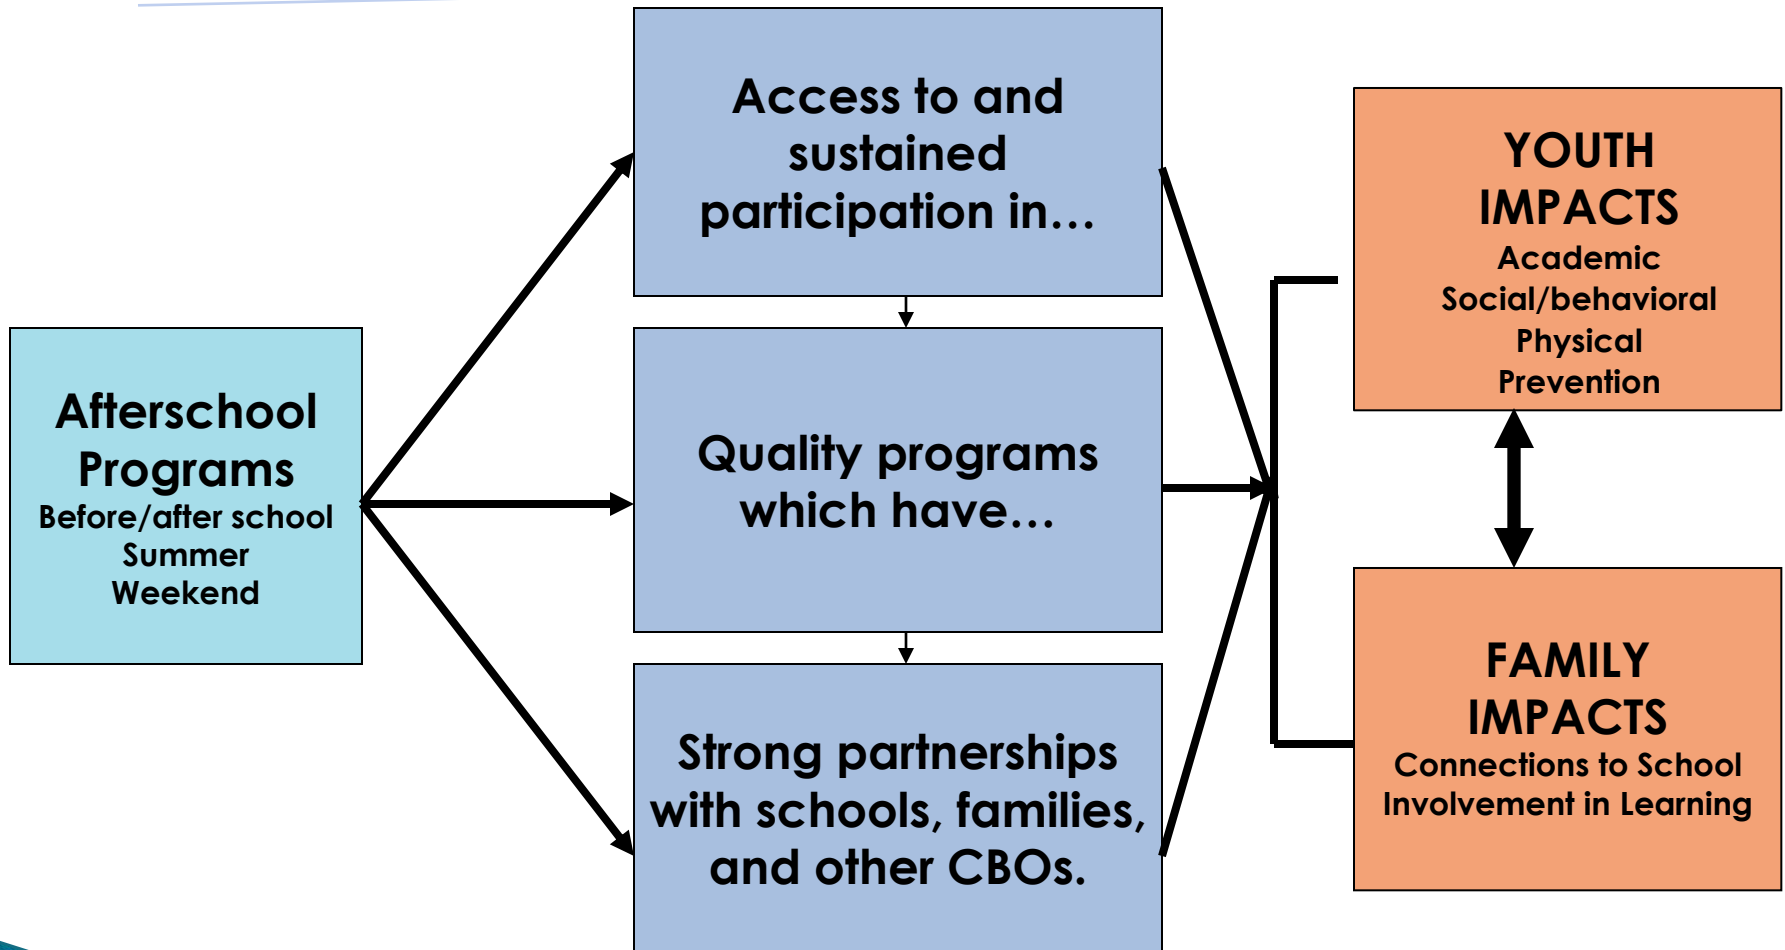 Afterschool
Programs
Before/after school
Summer
Weekend
Access to and
sustained
participation in…
Quality programs
which have…
Strong partnerships
with schools, families,
and other CBOs.
YOUTH
IMPACTS
Academic
Social/behavioral
Physical
Prevention
FAMILY
IMPACTS
Connections to School
Involvement in Learning